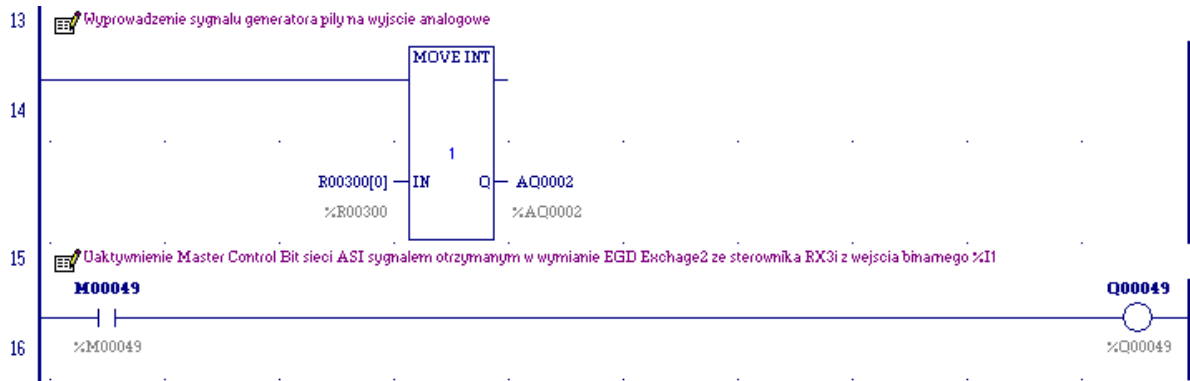 13 Wyprowadzenie sygnalu generatora pily na wyjscie analogowe
MOVE INT
14
1
R00300[0] IN Q AQ0002
%R00300 %AQ0002
15 Uaktywnienie Master Control Bit sieci ASI sygnalem otrzymanym w wymianie EGD Exchage2 ze sterownika RX3i z wejscia binarnego %I1
M00049 Q00049
16 %M00049 %Q00049